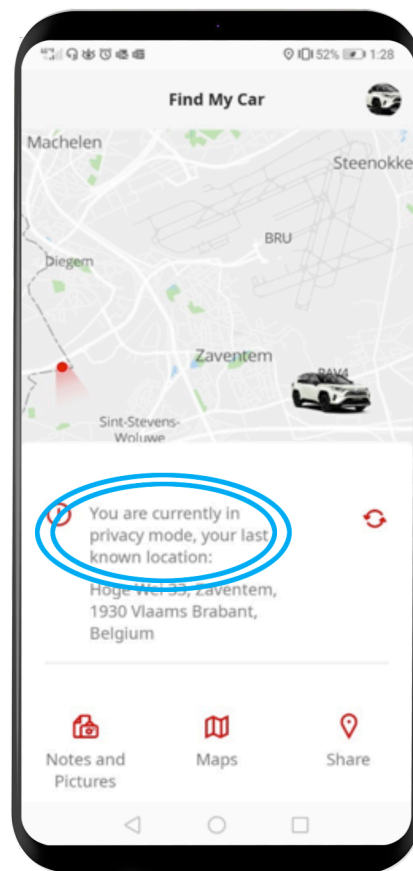 52% 1:28
Find My Car
Machelen
Steenokke
BRU
Diegem
Zaventem
RAV4
Sint-Stevens-
Woluwe
You are currently in
privacy mode, your last
known location:
Hoge Wei 33, Zaventem,
1930 Vlaams Brabant,
Belgium
Notes and
Pictures
Maps
Share